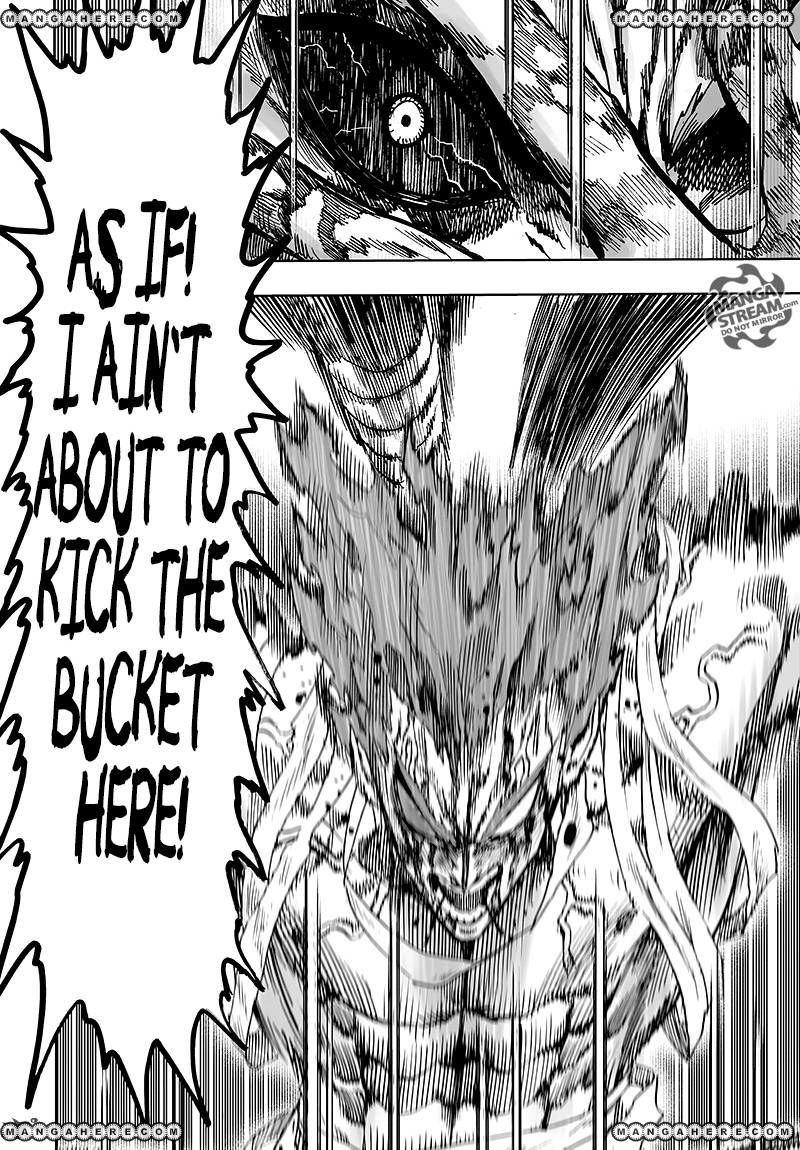 MANGAHERE.COM
MANGAHERE.COM
AS IF!
I AIN'T
ABOUT TO
KICK THE
BUCKET
HERE!
MANGA
STREAM.com
DO NOT MIRROR
MANGAHERE.COM
MANGAHERE.COM